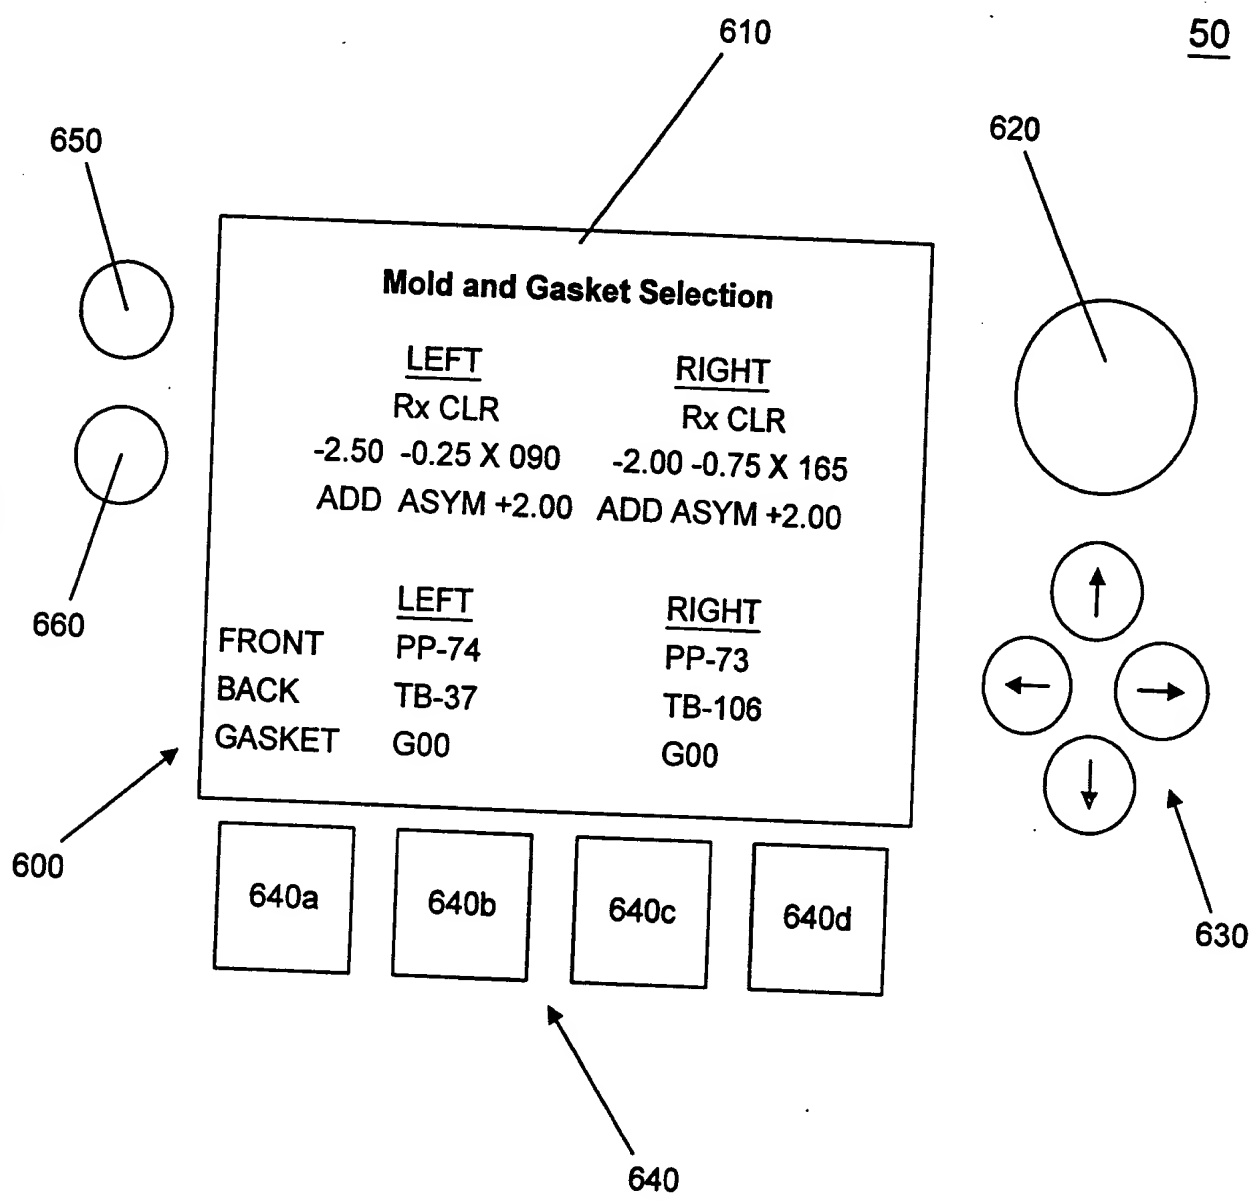 610
50
650
620
Mold and Gasket Selection
LEFT RIGHT
Rx CLR Rx CLR
-2.50 -0.25 X 090 -2.00 -0.75 X 165
ADD ASYM +2.00 ADD ASYM +2.00
660
LEFT RIGHT
FRONT PP-74 PP-73
BACK TB-37 TB-106
GASKET G00 G00
600
640a 640b 640c 640d
630
640